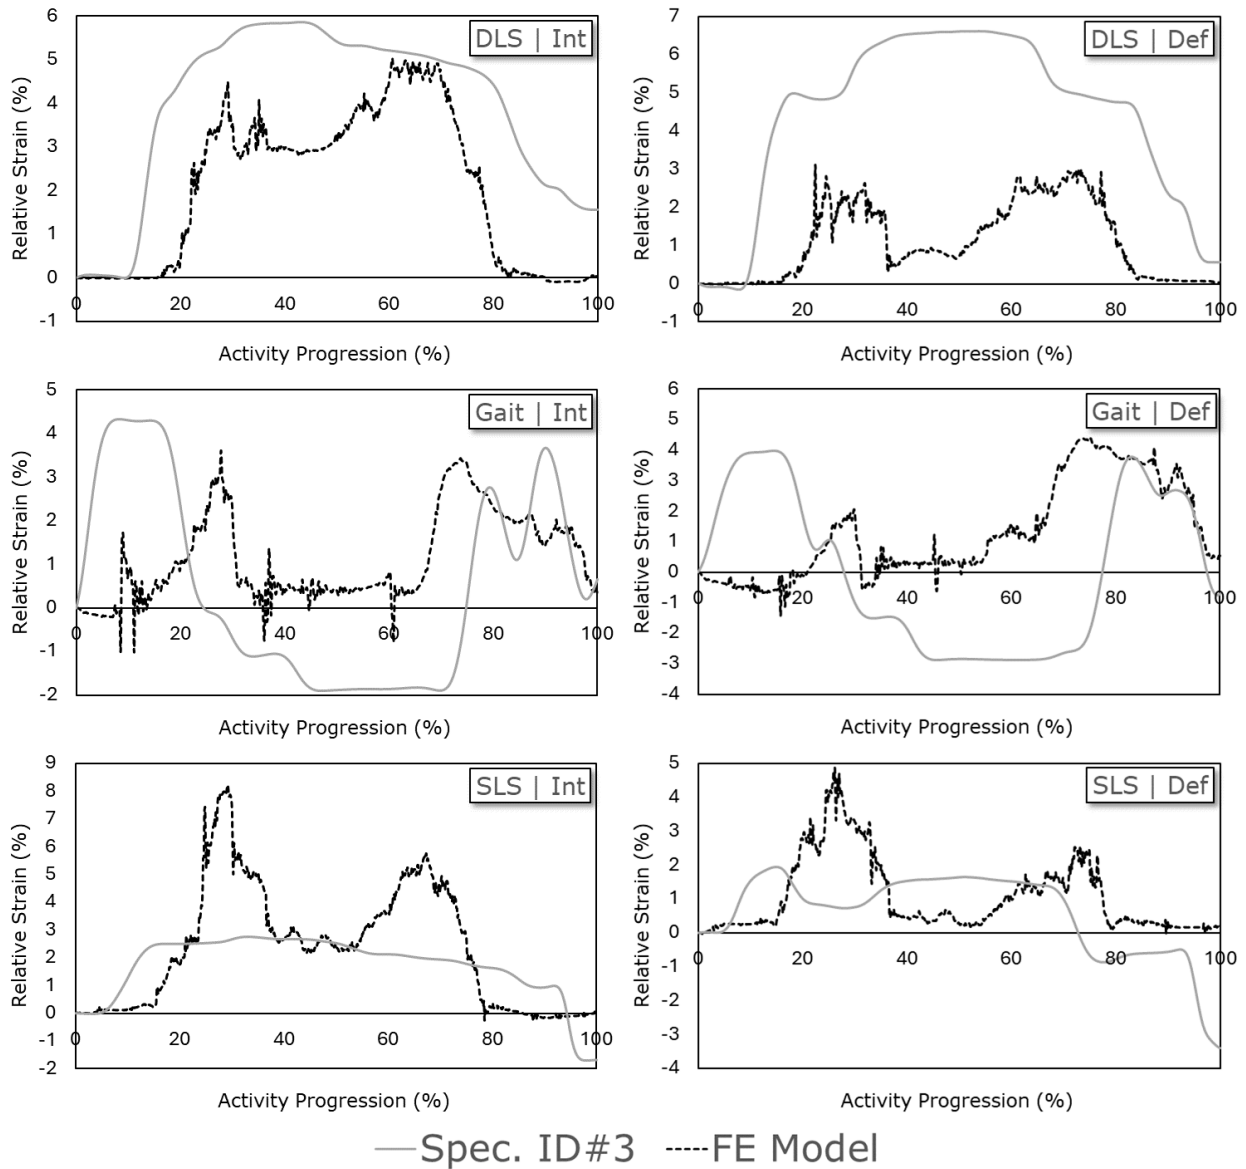 DLS | Int
Relative Strain (%)
6
5
4
3
2
1
0
-1
0 20 40 60 80 100
Activity Progression (%)
DLS | Def
Relative Strain (%)
7
6
5
4
3
2
1
0
-1
0 20 40 60 80 100
Activity Progression (%)
Gait | Int
Relative Strain (%)
5
4
3
2
1
0
-1
-2
0 20 40 60 80 100
Activity Progression (%)
Gait | Def
Relative Strain (%)
6
5
4
3
2
1
0
-1
-2
-3
-4
0 20 40 60 80 100
Activity Progression (%)
SLS | Int
Relative Strain (%)
9
8
7
6
5
4
3
2
1
0
-1
-2
0 20 40 60 80 100
Activity Progression (%)
SLS | Def
Relative Strain (%)
5
4
3
2
1
0
-1
-2
-3
-4
0 20 40 60 80 100
Activity Progression (%)
Spec. ID#3 FE Model